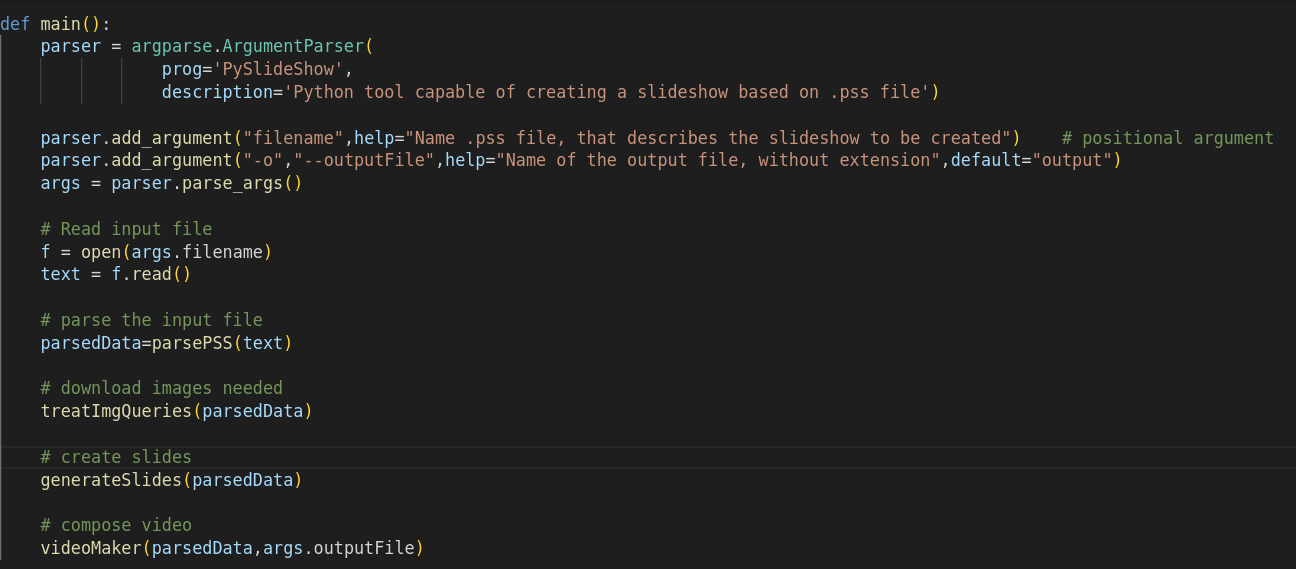 def main():
    parser = argparse.ArgumentParser(
            prog='PySlideShow',
            description='Python tool capable of creating a slideshow based on .pss file')

    parser.add_argument("filename",help="Name .pss file, that describes the slideshow to be created")    # positional argument
    parser.add_argument("-o","--outputFile",help="Name of the output file, without extension",default="output")
    args = parser.parse_args()

    # Read input file
    f = open(args.filename)
    text = f.read()

    # parse the input file
    parsedData=parsePSS(text)

    # download images needed
    treatImgQueries(parsedData)

    # create slides
    generateSlides(parsedData)

    # compose video
    videoMaker(parsedData,args.outputFile)